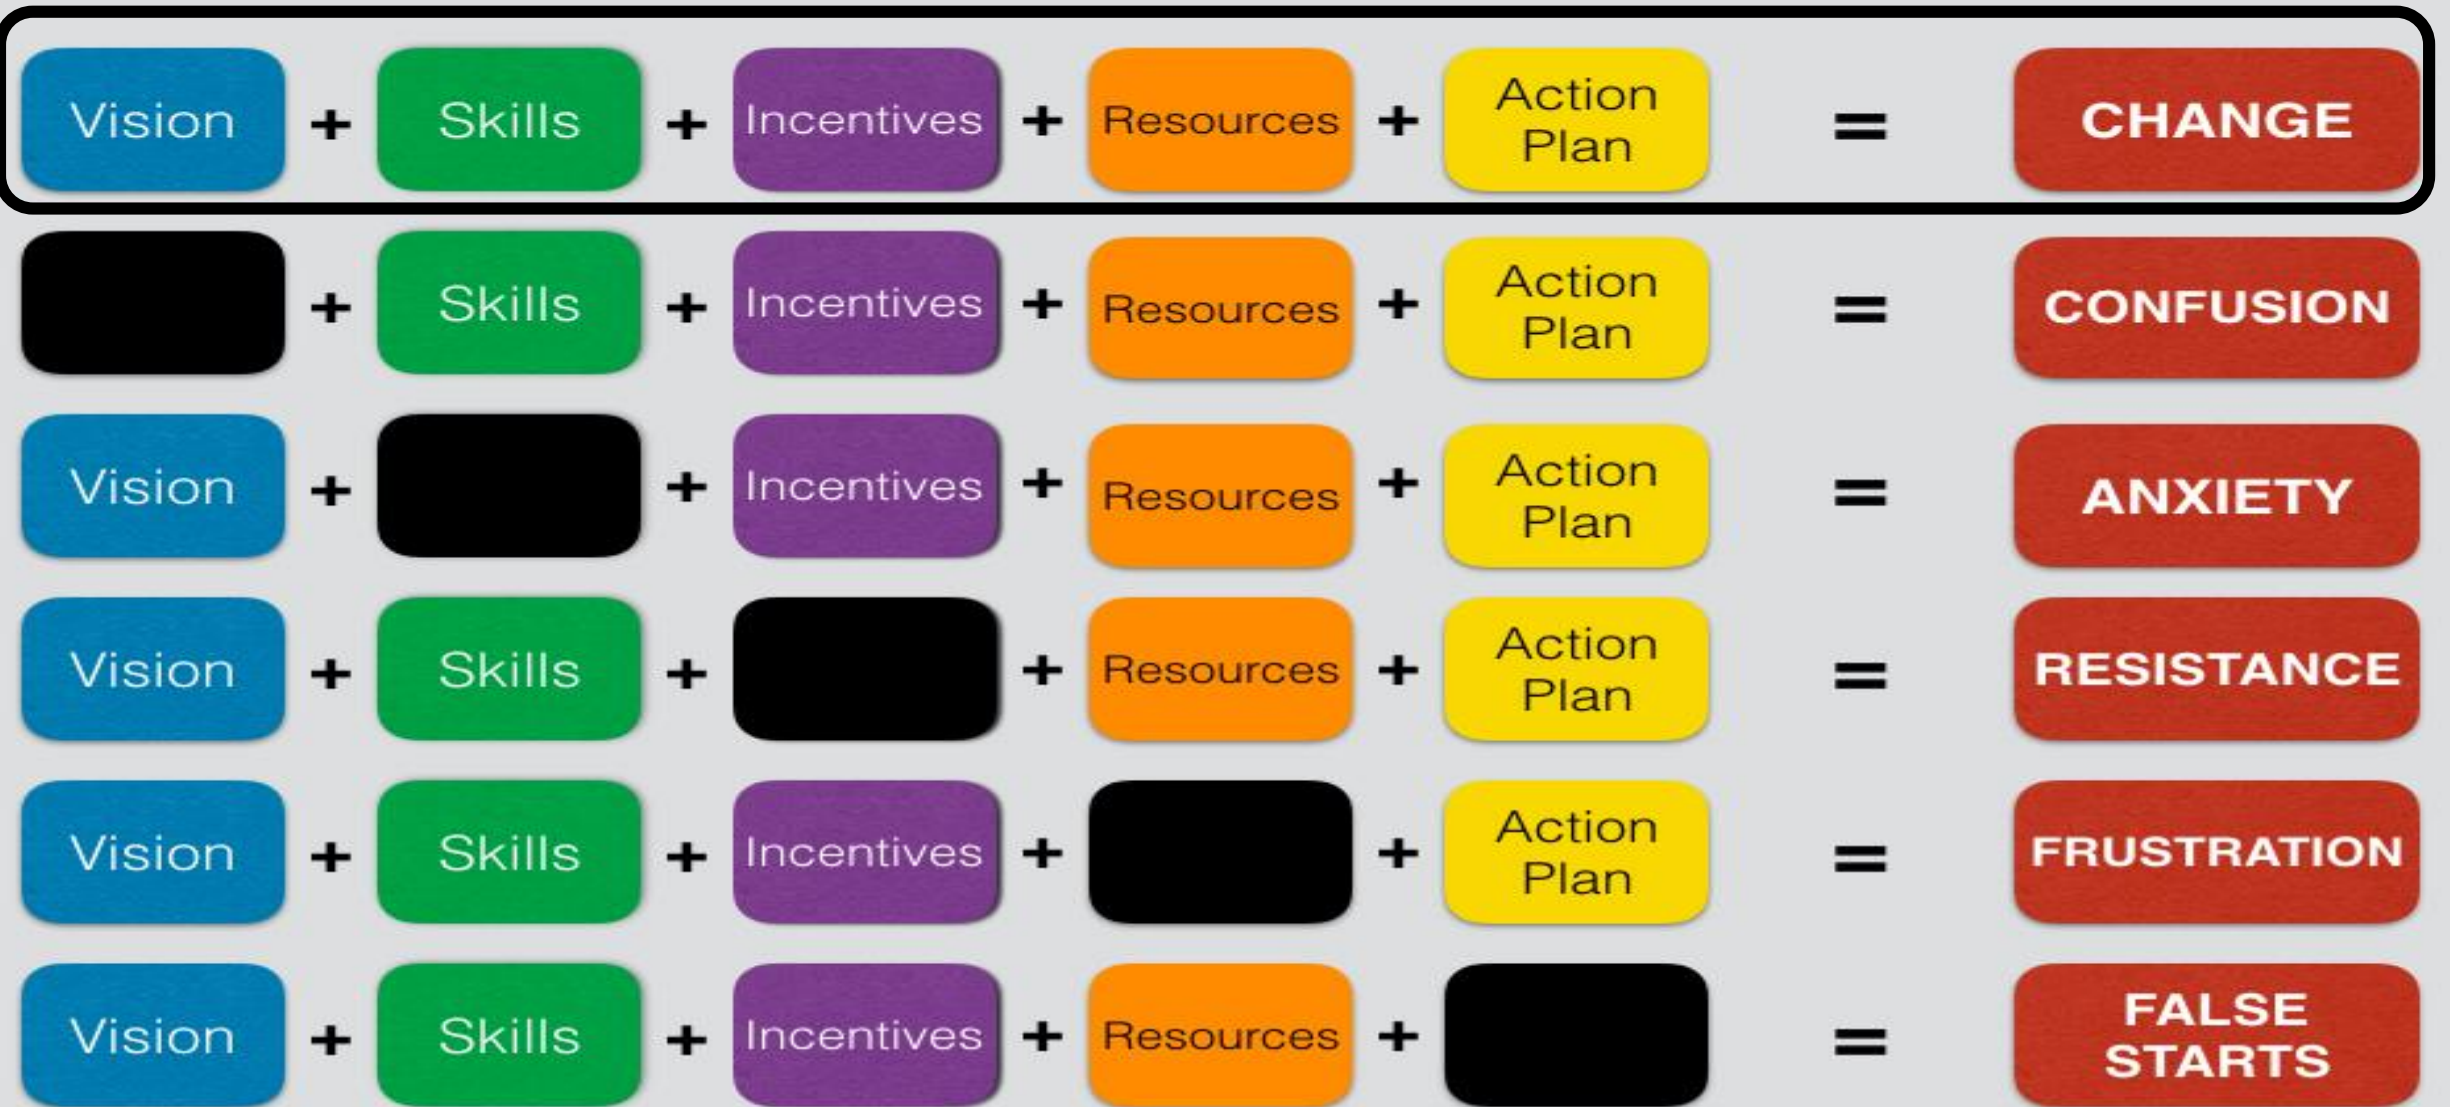 Vision + Skills + Incentives + Resources + Action Plan = CHANGE
+ Skills + Incentives + Resources + Action Plan = CONFUSION
Vision + + Incentives + Resources + Action Plan = ANXIETY
Vision + Skills + + Resources + Action Plan = RESISTANCE
Vision + Skills + Incentives + + Action Plan = FRUSTRATION
Vision + Skills + Incentives + Resources + = FALSE STARTS